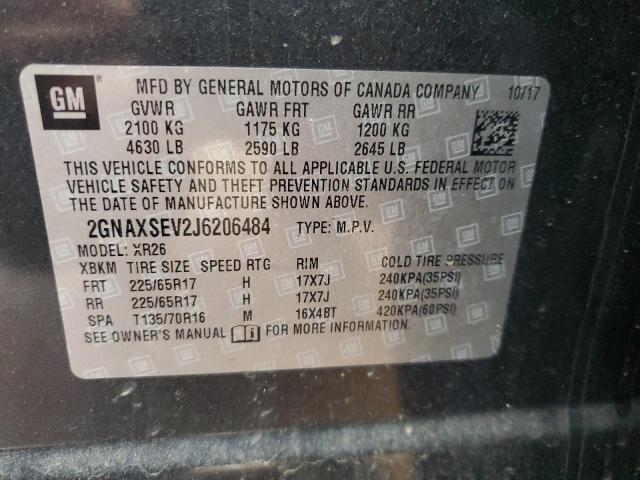 GM
MFD BY GENERAL MOTORS OF CANADA COMPANY 10/17
GVWR GAWR FRT GAWR RR
2100 KG 1175 KG 1200 KG
4630 LB 2590 LB 2645 LB
THIS VEHICLE CONFORMS TO ALL APPLICABLE U.S. FEDERAL MOTOR
VEHICLE SAFETY AND THEFT PREVENTION STANDARDS IN EFFECT ON
THE DATE OF MANUFACTURE SHOWN ABOVE.
2GNAXSEV2J6206484 TYPE: M.P.V.
MODEL: XR26
XBKM TIRE SIZE SPEED RTG RIM COLD TIRE PRESSURE
FRT 225/65R17 H 17X7J 240KPA(35PSI)
RR 225/65R17 H 17X7J 240KPA(35PSI)
SPA T135/70R16 M 16X4BT 420KPA(60PSI)
SEE OWNER'S MANUAL FOR ADDITIONAL INFORMATION.